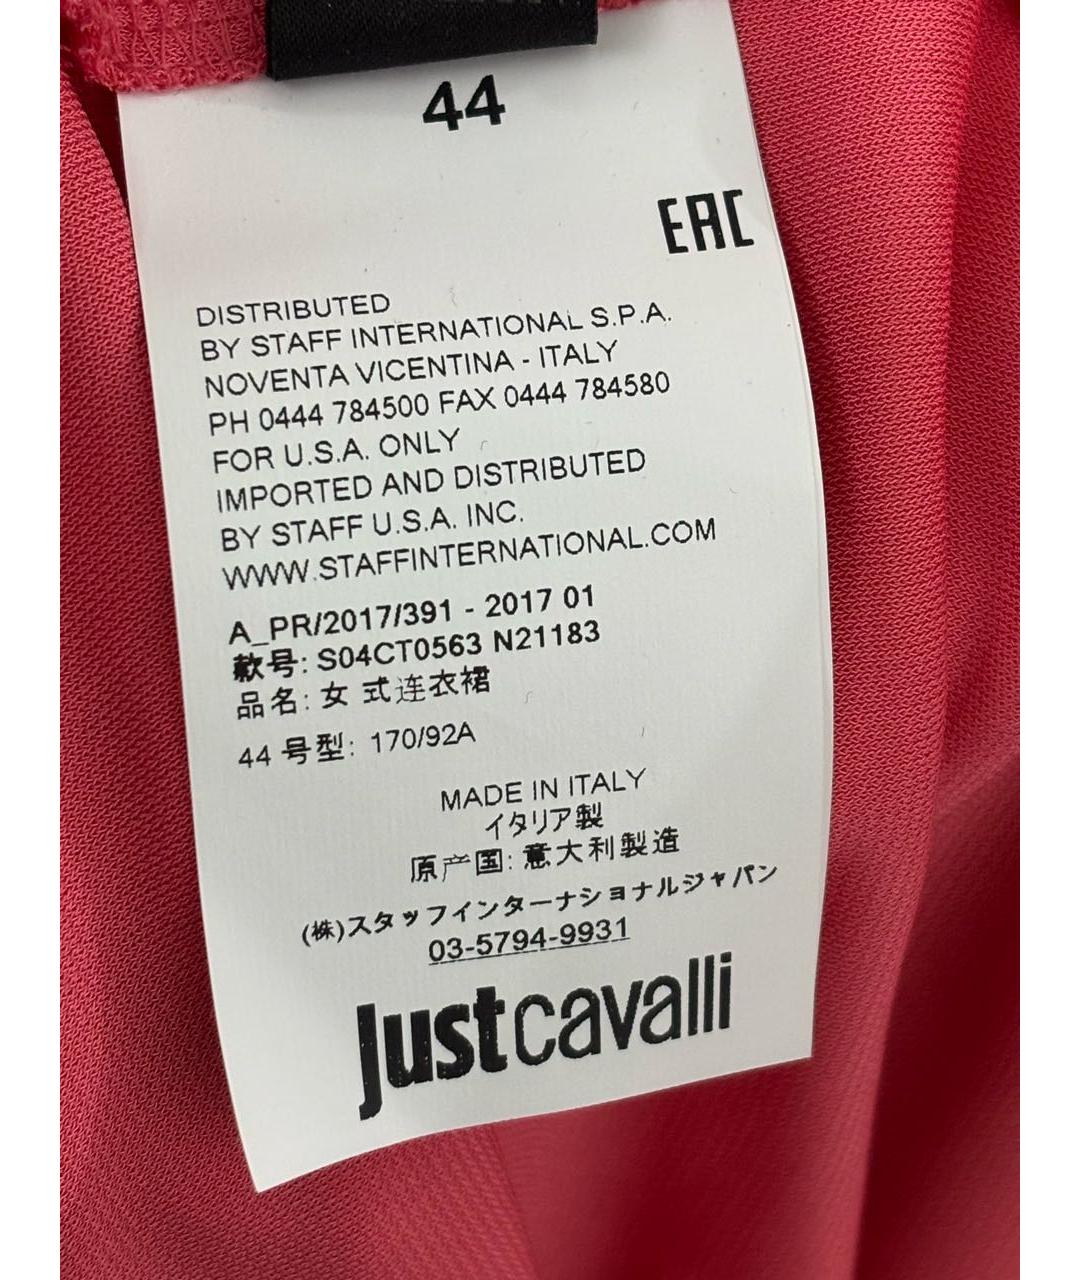 44
EAC
DISTRIBUTED
BY STAFF INTERNATIONAL S.P.A.
NOVENTA VICENTINA - ITALY
PH 0444 784500 FAX 0444 784580
FOR U.S.A. ONLY
IMPORTED AND DISTRIBUTED
BY STAFF U.S.A. INC.
WWW.STAFFINTERNATIONAL.COM
A_PR/2017/391 - 2017 01
款号: S04CT0563 N21183
品名: 女 式连衣裙
44 号型: 170/92A
MADE IN ITALY
イタリア製
原产国: 意大利製造
(株)スタッフインターナショナルジャパン
03-5794-9931
justcavalli